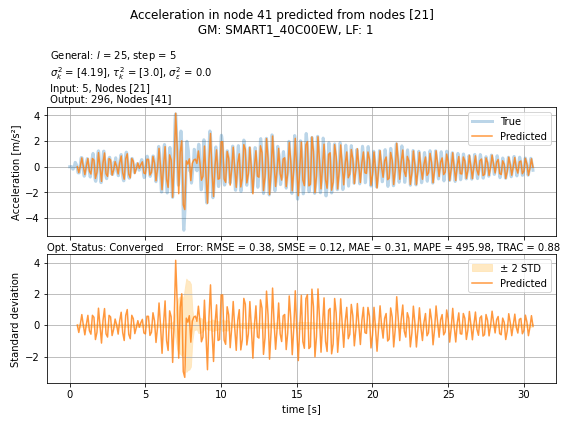 Acceleration in node 41 predicted from nodes [21]
GM: SMART1_40C00EW, LF: 1
General: l = 25, step = 5
σ_k^2 = [4.19], τ_k^2 = [3.0], σ_ε^2 = 0.0
Input: 5, Nodes [21]
Output: 296, Nodes [41]
Acceleration [m/s²]
4
2
0
−2
−4
True
Predicted
Opt. Status: Converged Error: RMSE = 0.38, SMSE = 0.12, MAE = 0.31, MAPE = 495.98, TRAC = 0.88
Standard deviation
4
2
0
−2
± 2 STD
Predicted
0 5 10 15 20 25 30
time [s]